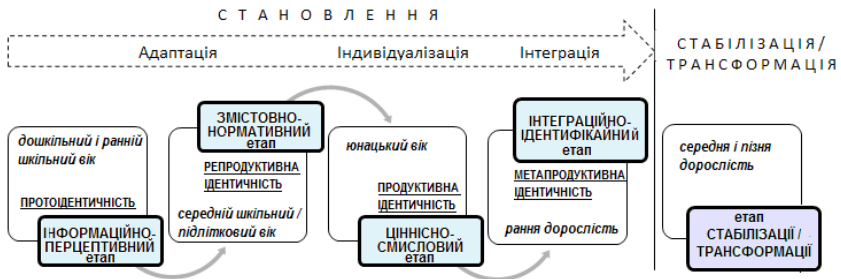 СТАНОВЛЕННЯ
Адаптація
Індивідуалізація
Інтеграція
СТАБІЛІЗАЦІЯ/
ТРАНСФОРМАЦІЯ
дошкільний і ранній
шкільний вік
ПРОТОІДЕНТИЧНІСТЬ
ІНФОРМАЦІЙНО-
ПЕРЦЕПТИВНИЙ
етап
ЗМІСТОВНО-
НОРМАТИВНИЙ
етап
РЕПРОДУКТИВНА
ІДЕНТИЧНІСТЬ
середній шкільний /
підлітковий вік
юнацький вік
ПРОДУКТИВНА
ІДЕНТИЧНІСТЬ
ЦІННІСНО-
СМИСЛОВИЙ
етап
ІНТЕГРАЦІЙНО-
ІДЕНТИФІКАЙНИЙ
етап
МЕТАПРОДУКТИВНА
ІДЕНТИЧНІСТЬ
рання дорослість
середня і пізня
дорослість
етап
СТАБІЛІЗАЦІЇ /
ТРАНСФОРМАЦІЇ